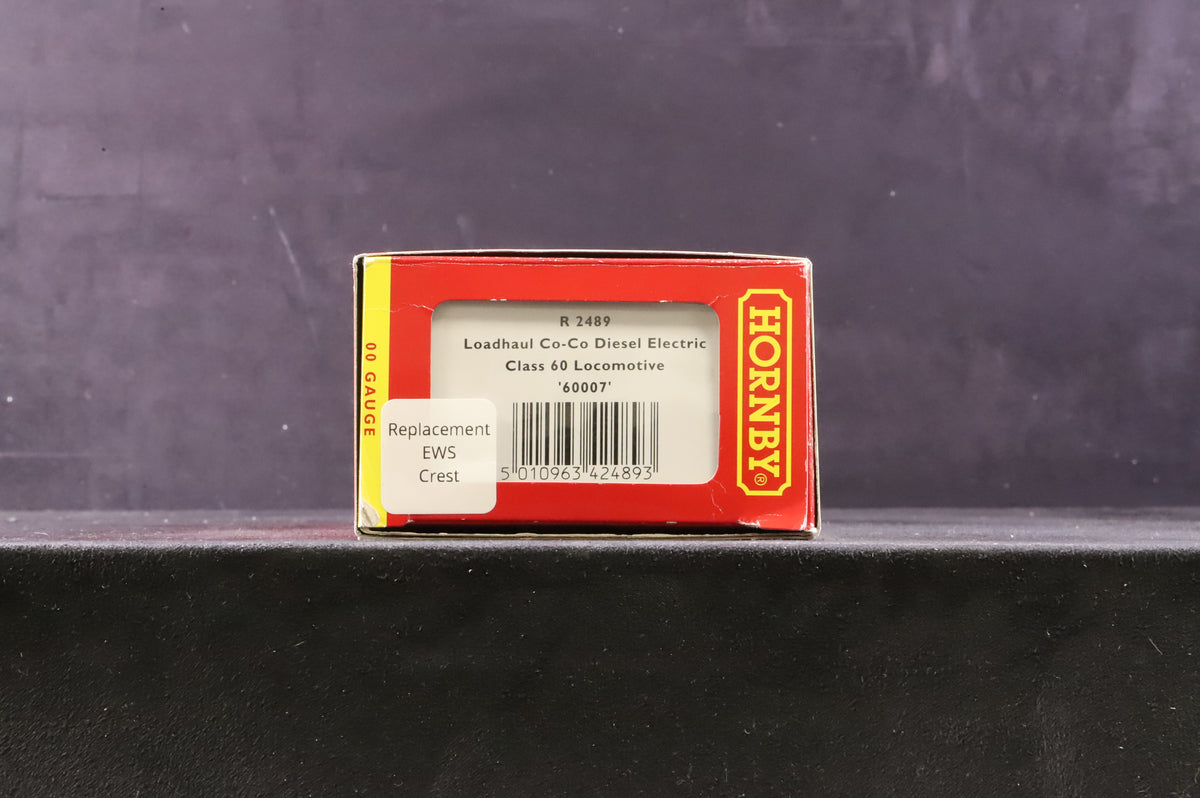 R 2489
Loadhaul Co-Co Diesel Electric
Class 60 Locomotive
'60007'
5 010963 424893
Replacement
EWS
Crest
00 GAUGE
HORNBY®